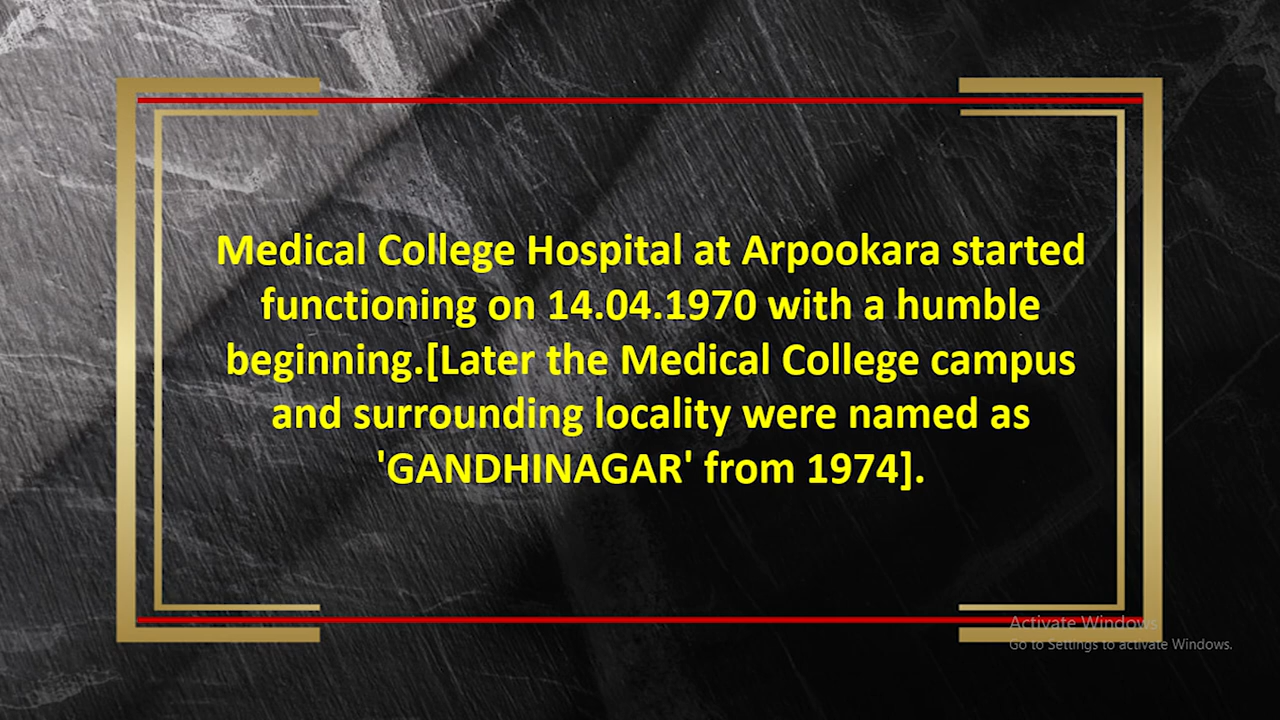 Medical College Hospital at Arpookara started
functioning on 14.04.1970 with a humble
beginning.[Later the Medical College campus
and surrounding locality were named as
'GANDHINAGAR' from 1974].
Activate Windows
Go to Settings to activate Windows.